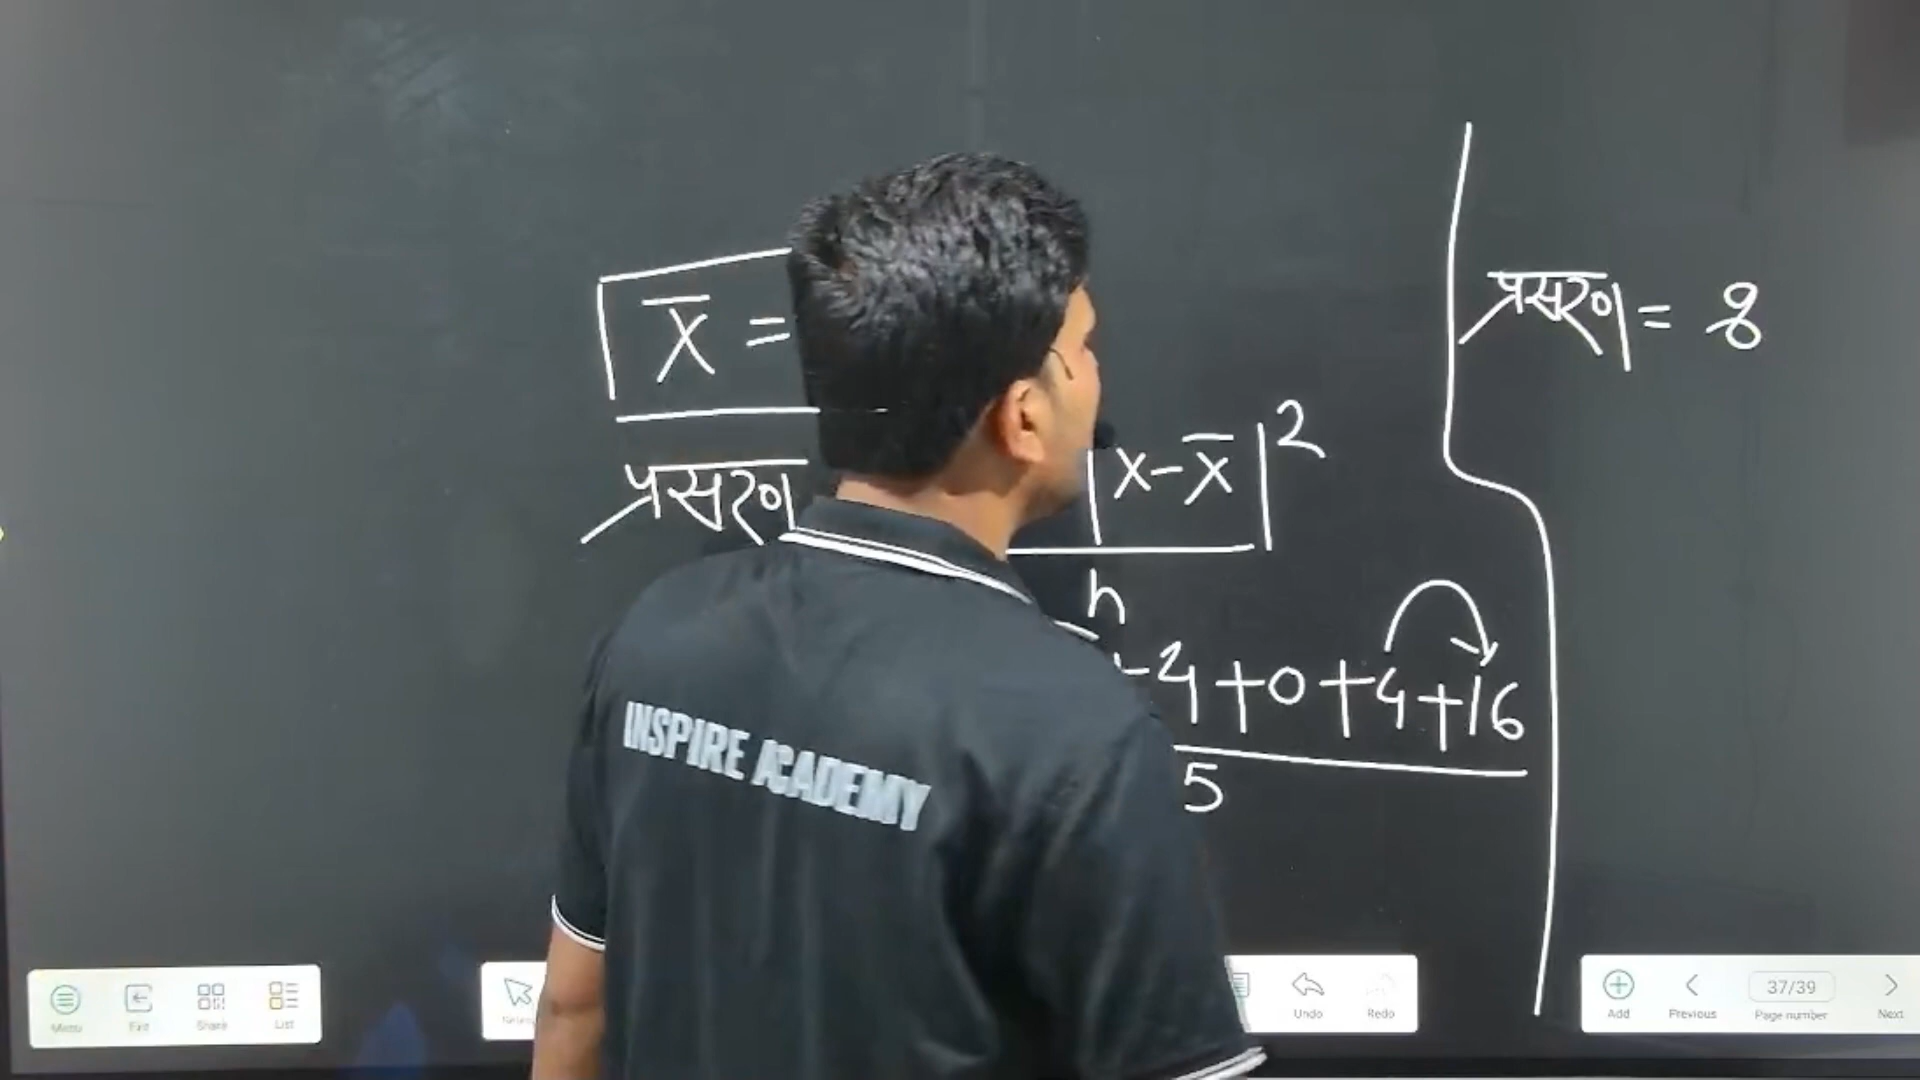 x̄ =
प्रसरण
|x-x̄|²
n
4+0+4+16
5
प्रसरण = 8
INSPIRE ACADEMY
Menu
Share
List
Undo
Redo
Add
Previous
37/39
Page number
Next